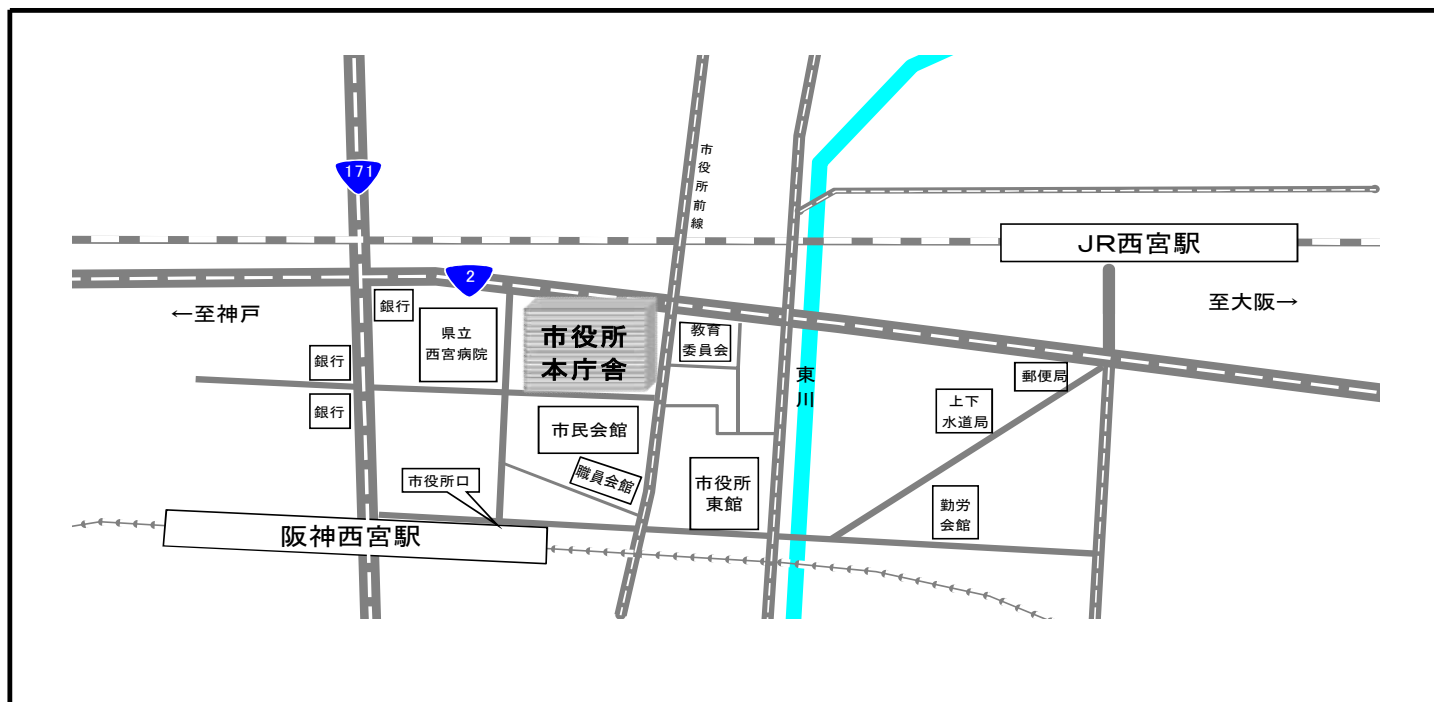 171
市役所前線
JR西宮駅
2
←至神戸
至大阪→
銀行
県立
西宮病院
市役所
本庁舎
教育
委員会
銀行
東川
郵便局
銀行
上下
水道局
市民会館
職員会館
市役所口
市役所
東館
勤労
会館
阪神西宮駅